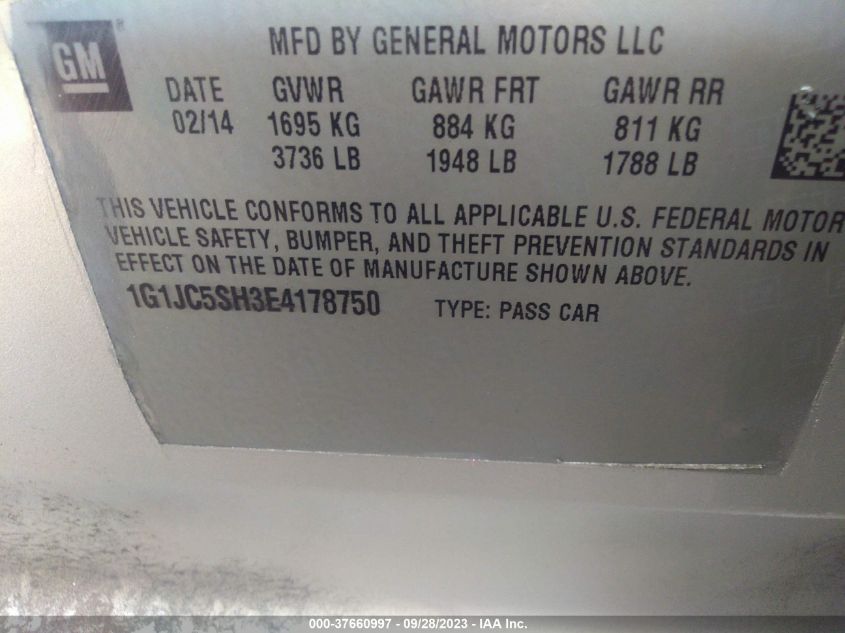 GM ®
MFD BY GENERAL MOTORS LLC
DATE GVWR GAWR FRT GAWR RR
02/14 1695 KG 884 KG 811 KG
3736 LB 1948 LB 1788 LB
THIS VEHICLE CONFORMS TO ALL APPLICABLE U.S. FEDERAL MOTOR
VEHICLE SAFETY, BUMPER, AND THEFT PREVENTION STANDARDS IN
EFFECT ON THE DATE OF MANUFACTURE SHOWN ABOVE.
1G1JC5SH3E4178750 TYPE: PASS CAR
000-37660997 - 09/28/2023 - IAA Inc.